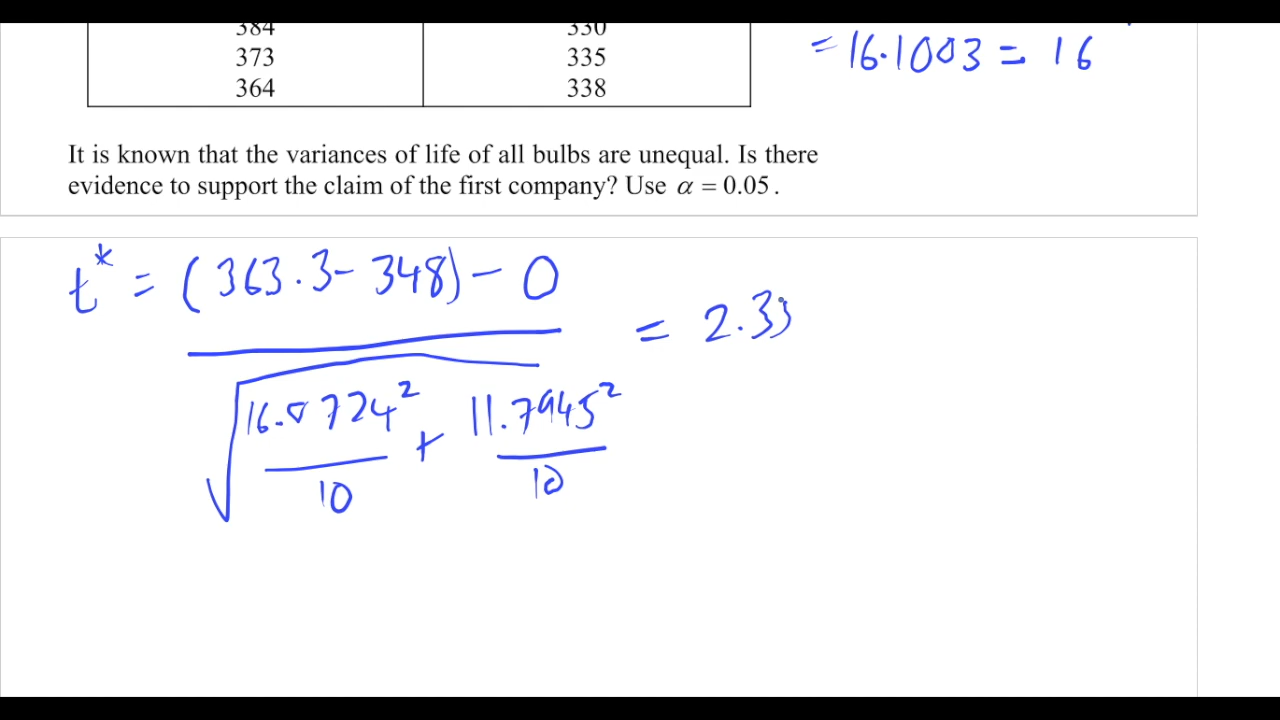 384 330
= 16.1003 = 16
373 335
364 338
It is known that the variances of life of all bulbs are unequal. Is there
evidence to support the claim of the first company? Use α = 0.05.
t* = (363.3 - 348) - 0
= 2.33
16.8724² + 11.7945²
10 10